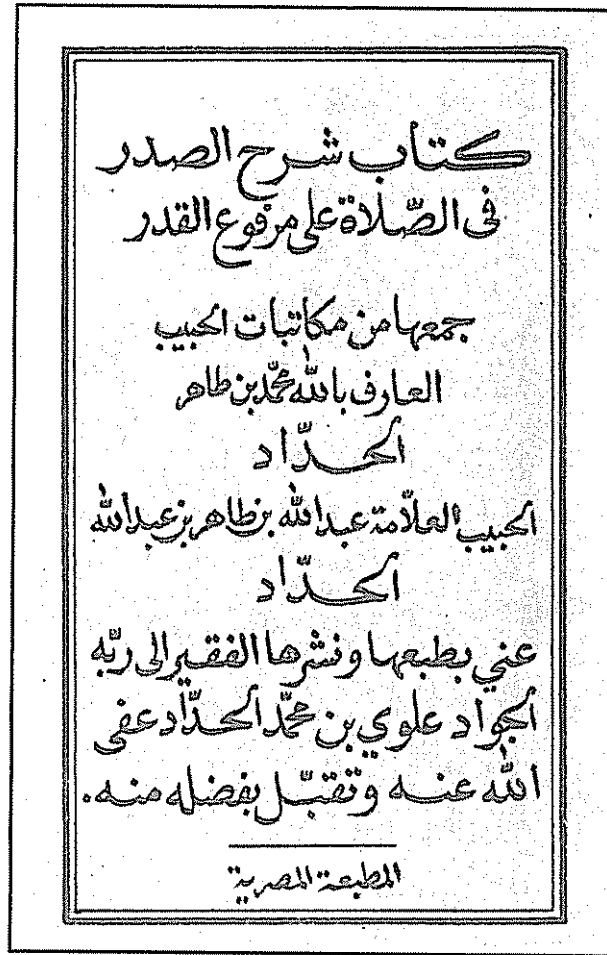 كتاب شرح الصدر
فى الصّلاة على مرفوع القدر
جمعها من مكاتبات الحبيب
العارف بالله محمّد بن طاهر
الحدّاد
الحبيب العلاّمة عبدالله بن طاهر بن عبدالله
الحدّاد
عني بطبعها ونشرها الفقير الى ربّه
الجواد علوي بن محمّد الحدّاد عفى
الله عنه وتقبّل بفضله منه.
المطبعة المصرية